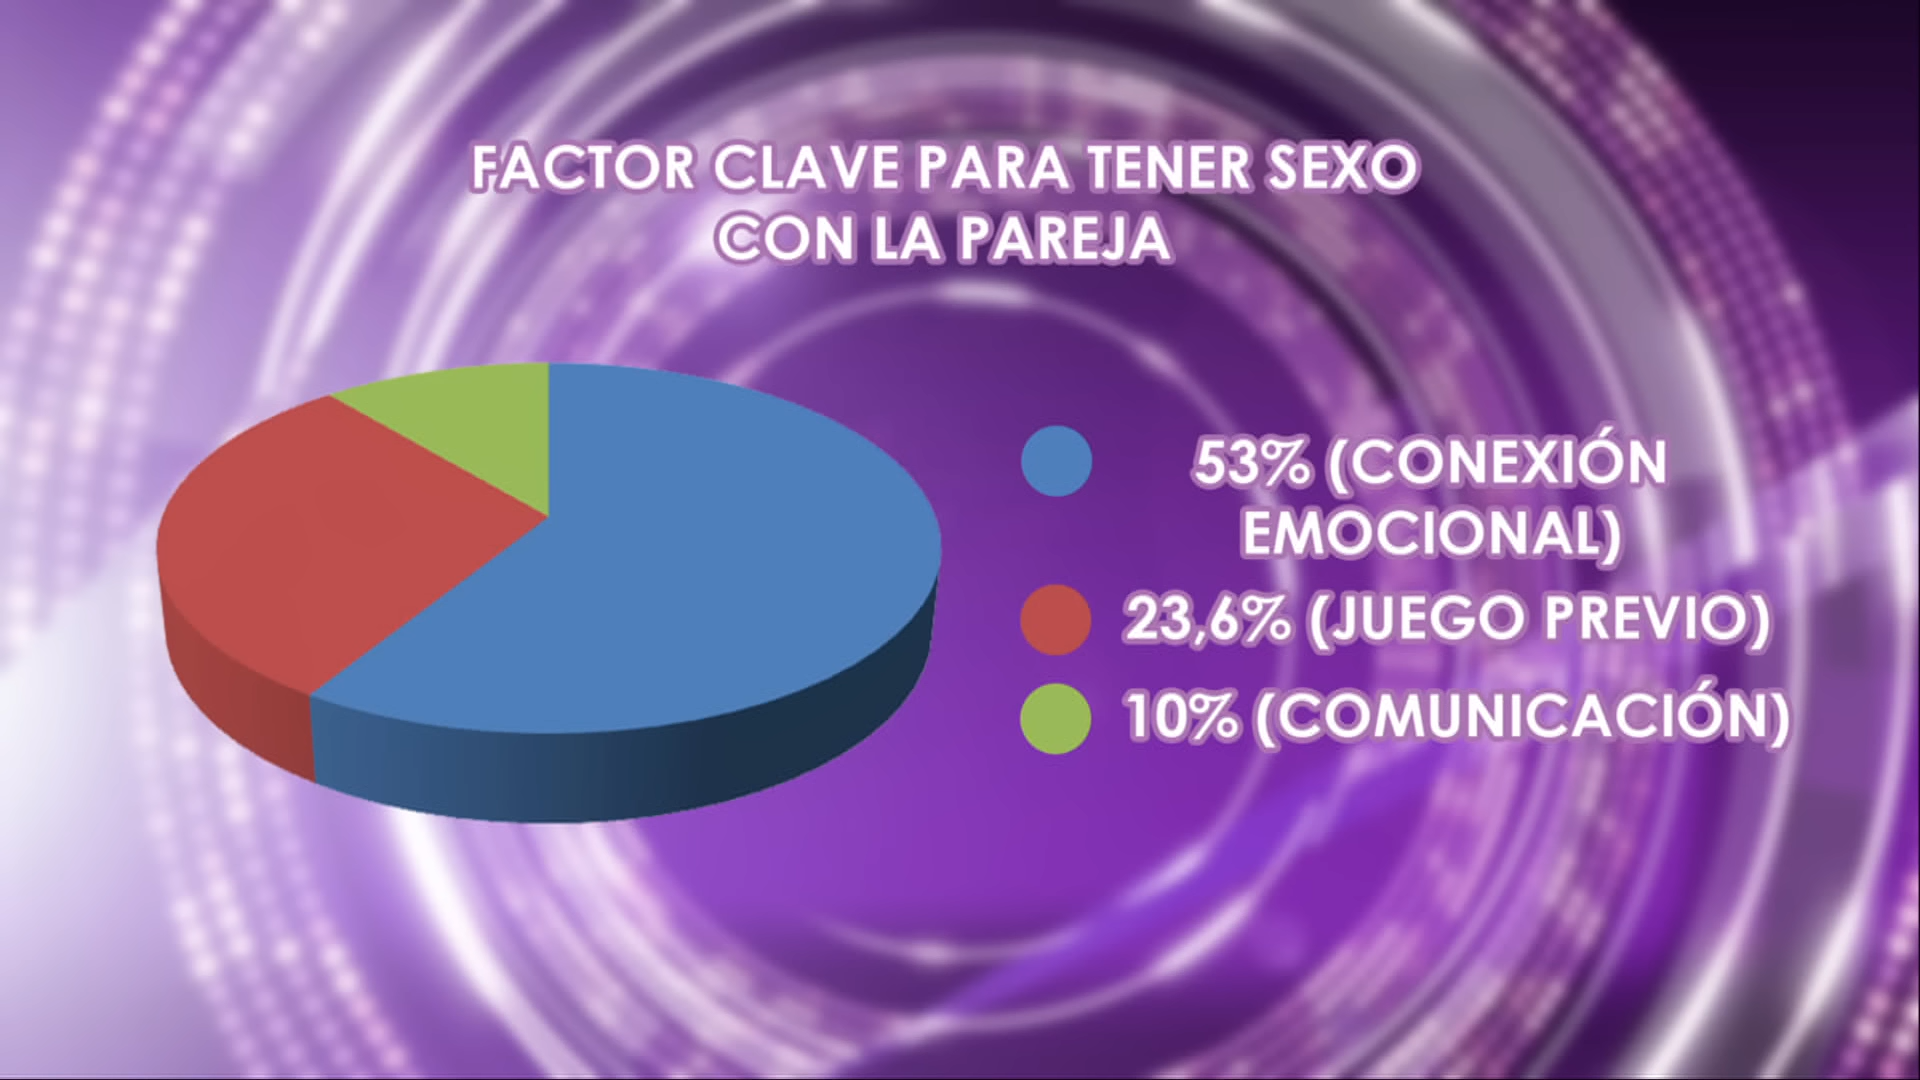 FACTOR CLAVE PARA TENER SEXO
CON LA PAREJA
53% (CONEXIÓN
EMOCIONAL)
23,6% (JUEGO PREVIO)
10% (COMUNICACIÓN)